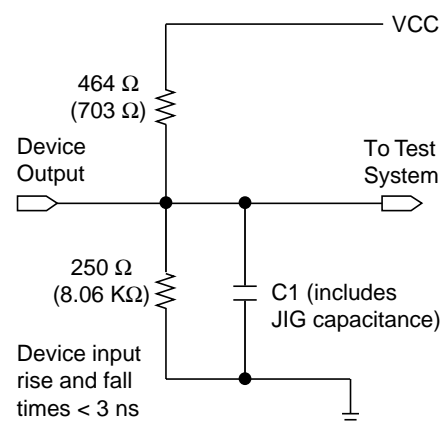 VCC
464 Ω
(703 Ω)
Device
Output
To Test
System
250 Ω
(8.06 KΩ)
C1 (includes
JIG capacitance)
Device input
rise and fall
times < 3 ns